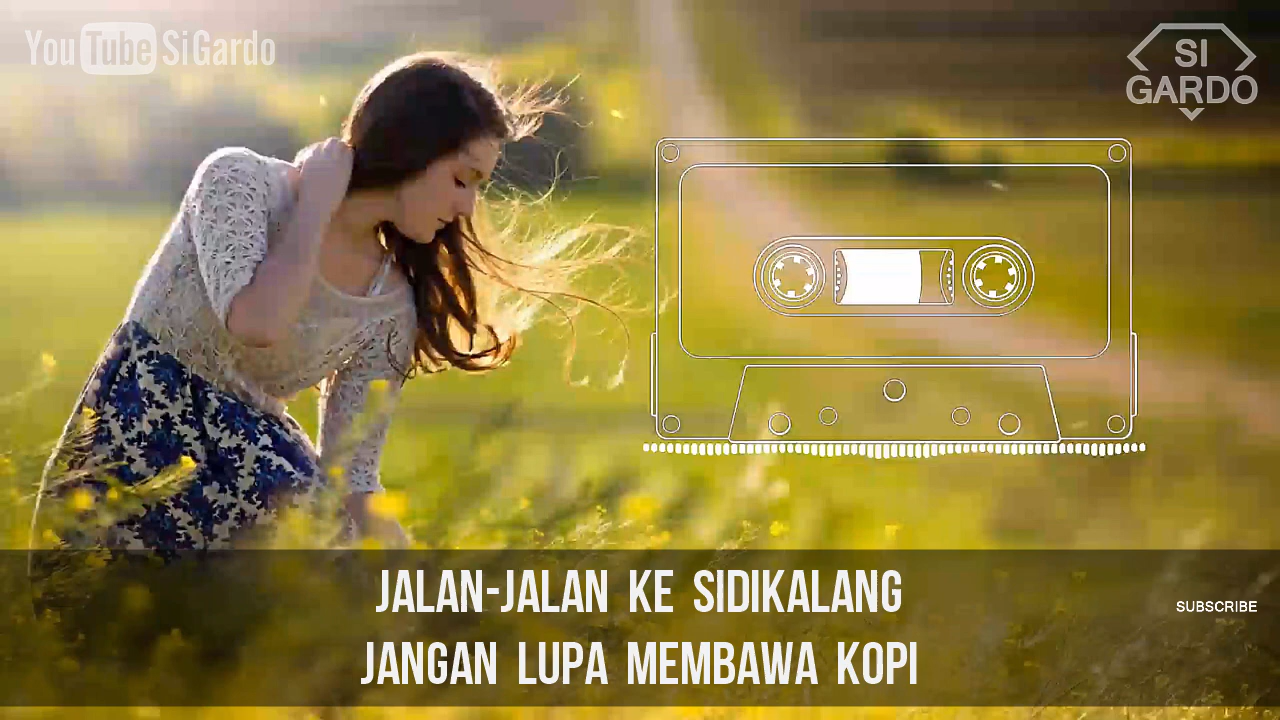 YouTube SiGardo
SI
GARDO
JALAN-JALAN KE SIDIKALANG
SUBSCRIBE
JANGAN LUPA MEMBAWA KOPI